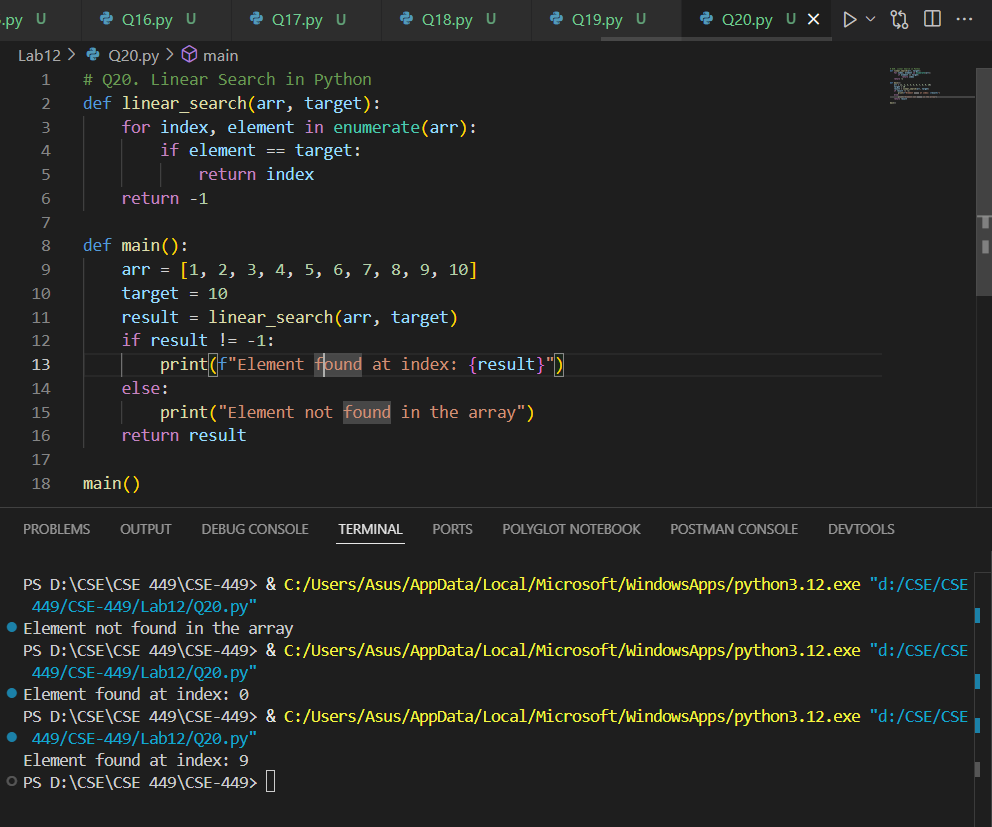 .py U Q16.py U Q17.py U Q18.py U Q19.py U Q20.py U
Lab12 > Q20.py > main
1 # Q20. Linear Search in Python
2 def linear_search(arr, target):
3 for index, element in enumerate(arr):
4 if element == target:
5 return index
6 return -1
7
8 def main():
9 arr = [1, 2, 3, 4, 5, 6, 7, 8, 9, 10]
10 target = 10
11 result = linear_search(arr, target)
12 if result != -1:
13 print(f"Element found at index: {result}")
14 else:
15 print("Element not found in the array")
16 return result
17
18 main()
PROBLEMS OUTPUT DEBUG CONSOLE TERMINAL PORTS POLYGLOT NOTEBOOK POSTMAN CONSOLE DEVTOOLS
PS D:\CSE\CSE 449\CSE-449> & C:/Users/Asus/AppData/Local/Microsoft/WindowsApps/python3.12.exe "d:/CSE/CSE
449/CSE-449/Lab12/Q20.py"
Element not found in the array
PS D:\CSE\CSE 449\CSE-449> & C:/Users/Asus/AppData/Local/Microsoft/WindowsApps/python3.12.exe "d:/CSE/CSE
449/CSE-449/Lab12/Q20.py"
Element found at index: 0
PS D:\CSE\CSE 449\CSE-449> & C:/Users/Asus/AppData/Local/Microsoft/WindowsApps/python3.12.exe "d:/CSE/CSE
449/CSE-449/Lab12/Q20.py"
Element found at index: 9
PS D:\CSE\CSE 449\CSE-449>